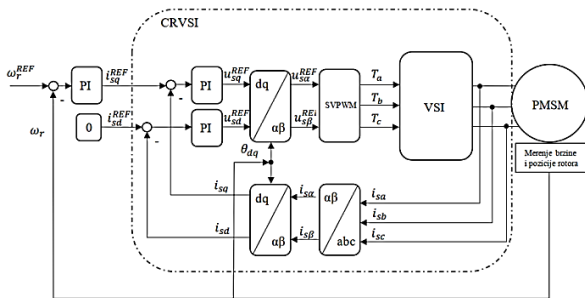 CRVSI
ω_r^REF
PI
i_sq^REF
PI
u_sq^REF
dq
αβ
u_sα^REF
SVPWM
T_a
T_b
T_c
VSI
PMSM
-
-
ω_r
0
i_sd^REF
-
PI
u_sd^REF
u_sβ^REF
θ_dq
Merenje brzine
i pozicije rotora
i_sq
i_sd
dq
αβ
i_sα
i_sβ
αβ
abc
i_sa
i_sb
i_sc